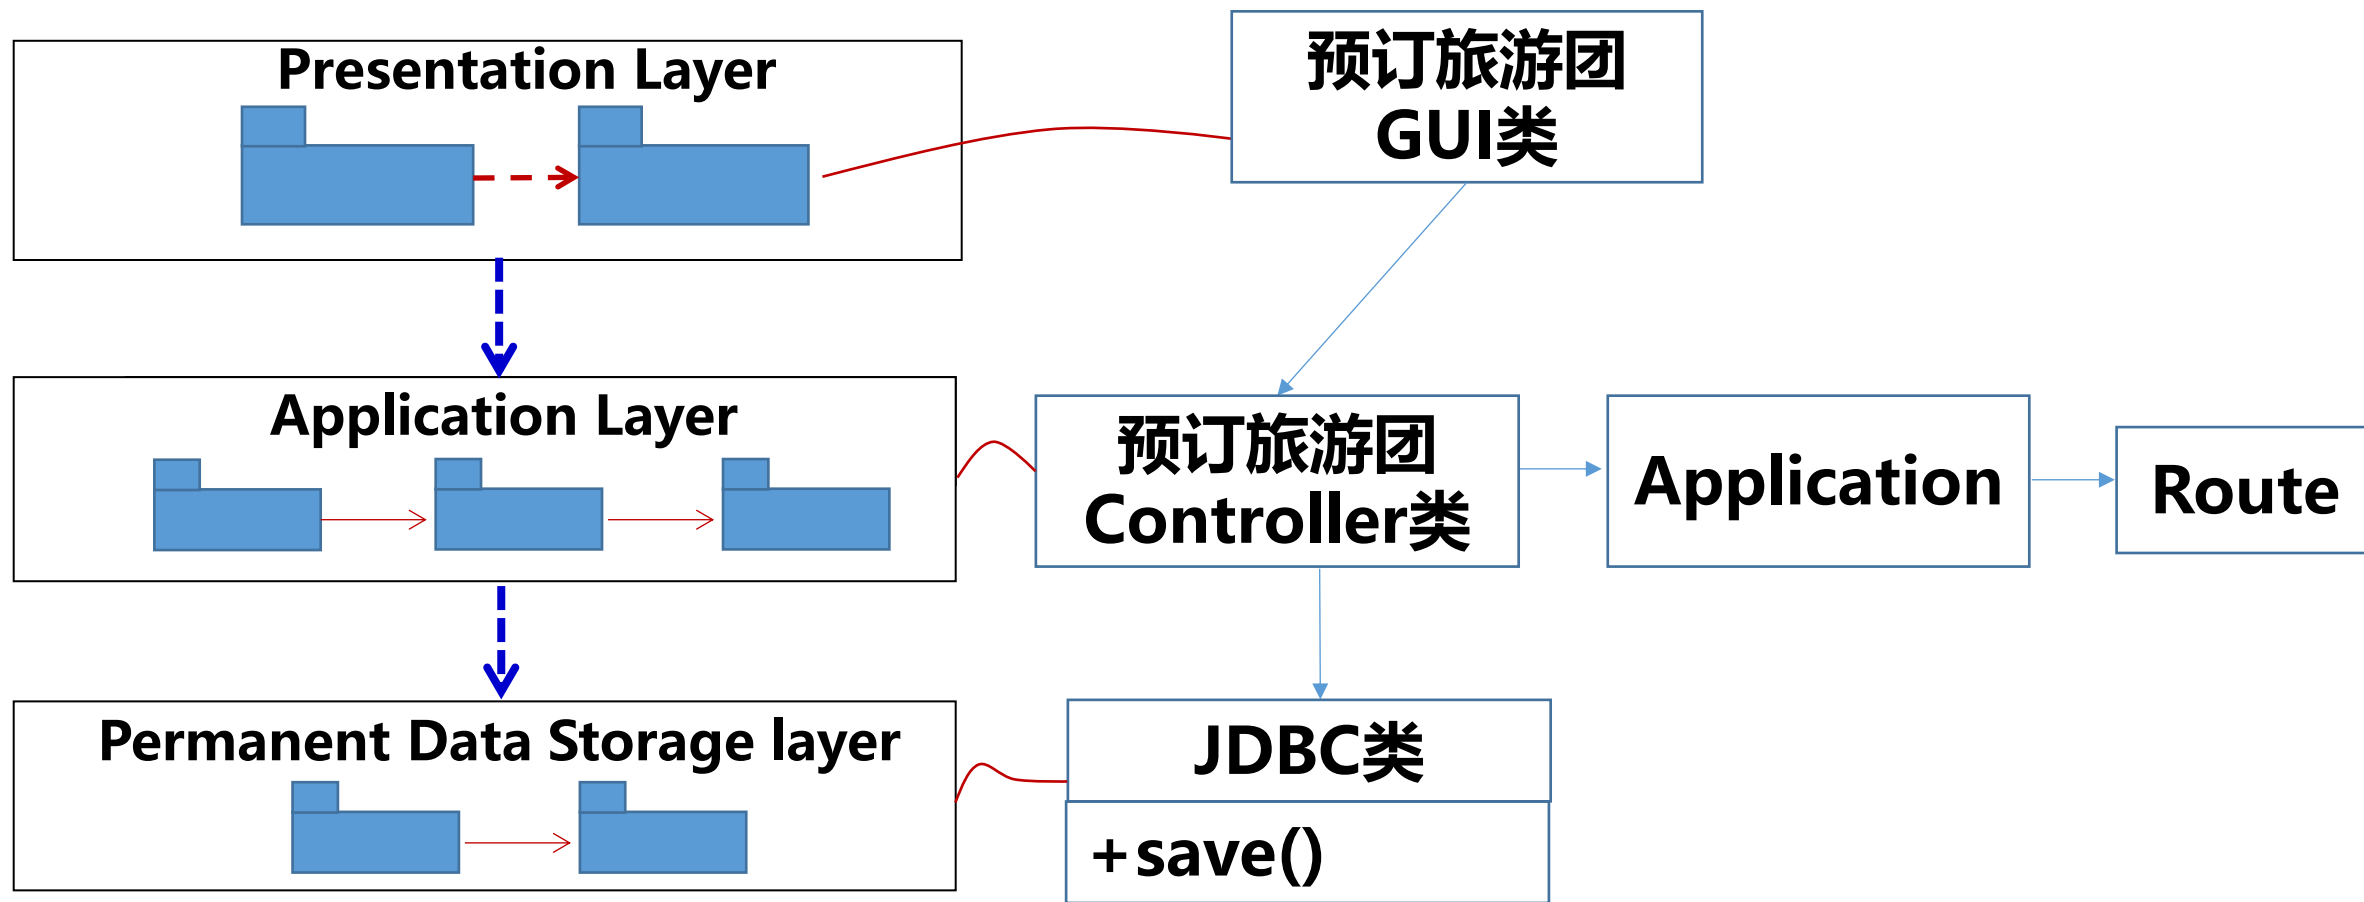 Presentation Layer
预订旅游团
GUI类
Application Layer
预订旅游团
Controller类
Application
Route
Permanent Data Storage layer
JDBC类
+save()